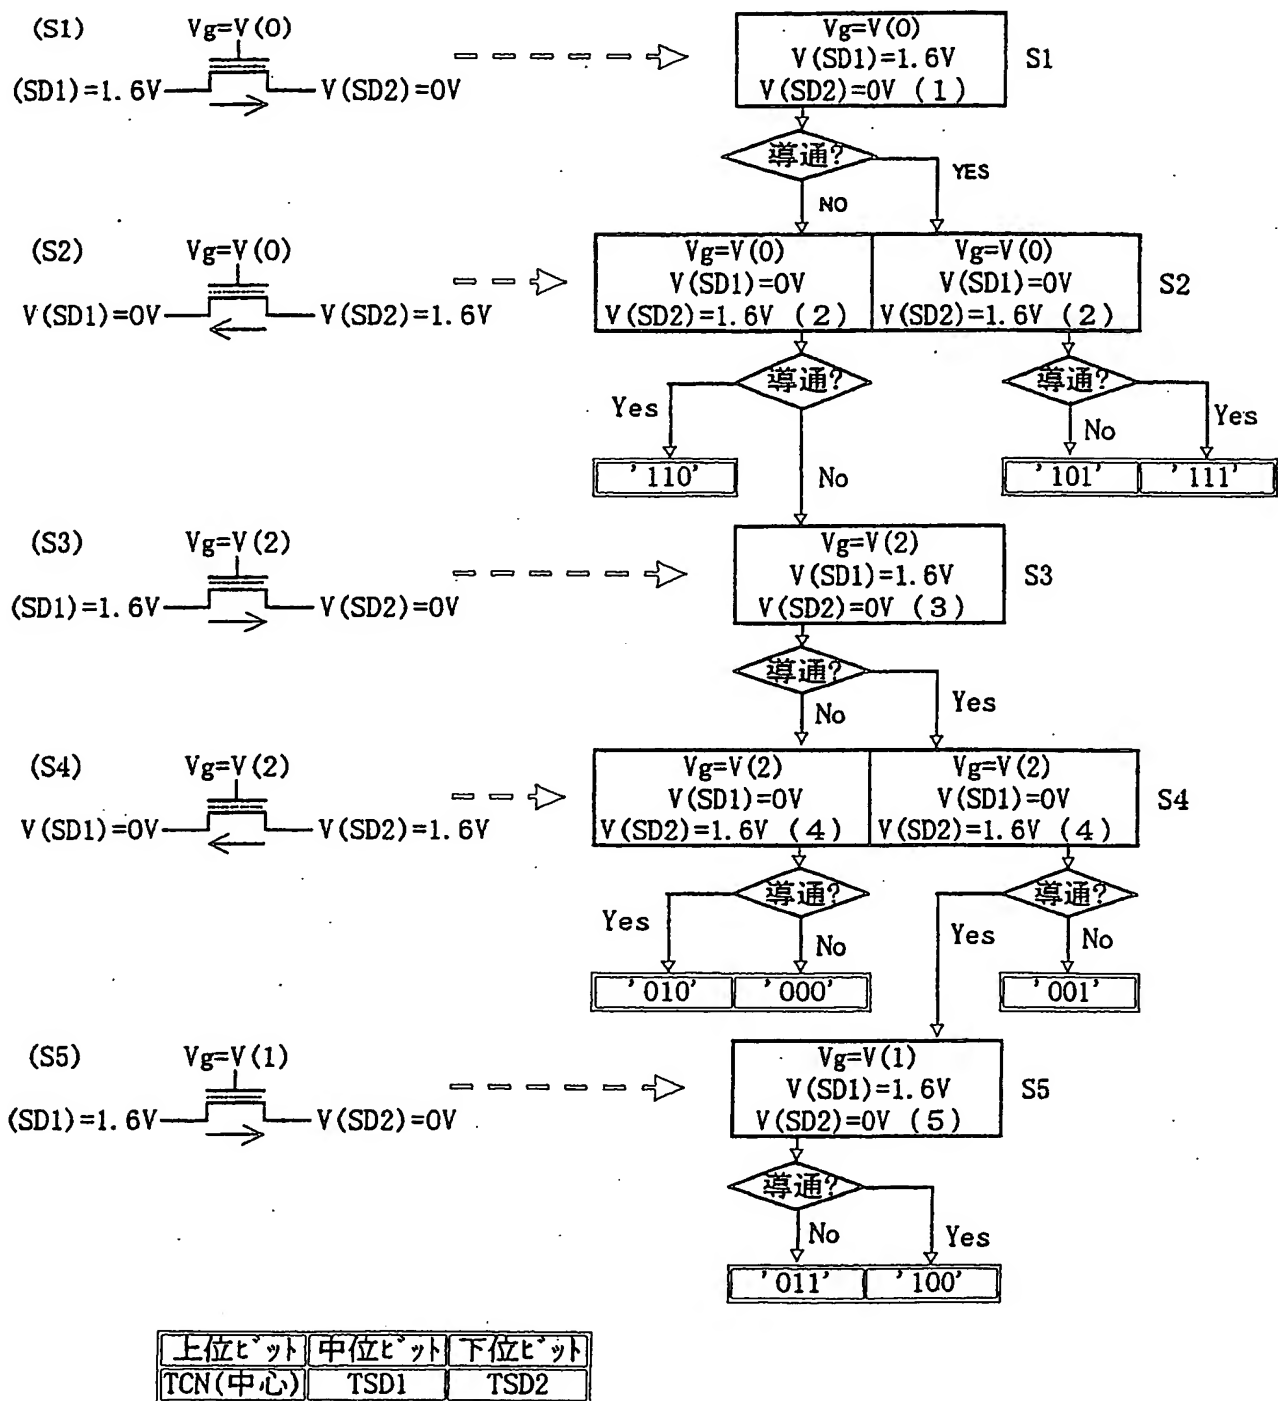 (S1)
Vg=V(0)
(SD1)=1.6V
V(SD2)=0V
Vg=V(0)
V(SD1)=1.6V
V(SD2)=0V (1)
S1
導通?
YES
NO
(S2)
Vg=V(0)
V(SD1)=0V
V(SD2)=1.6V
Vg=V(0)
V(SD1)=0V
V(SD2)=1.6V (2)
Vg=V(0)
V(SD1)=0V
V(SD2)=1.6V (2)
S2
導通?
導通?
Yes
No
No
Yes
'110'
'101'
'111'
(S3)
Vg=V(2)
(SD1)=1.6V
V(SD2)=0V
Vg=V(2)
V(SD1)=1.6V
V(SD2)=0V (3)
S3
導通?
No
Yes
(S4)
Vg=V(2)
V(SD1)=0V
V(SD2)=1.6V
Vg=V(2)
V(SD1)=0V
V(SD2)=1.6V (4)
Vg=V(2)
V(SD1)=0V
V(SD2)=1.6V (4)
S4
導通?
導通?
Yes
No
Yes
No
'010'
'000'
'001'
(S5)
Vg=V(1)
(SD1)=1.6V
V(SD2)=0V
Vg=V(1)
V(SD1)=1.6V
V(SD2)=0V (5)
S5
導通?
No
Yes
'011'
'100'
上位ビット 中位ビット 下位ビット
TCN(中心) TSD1 TSD2